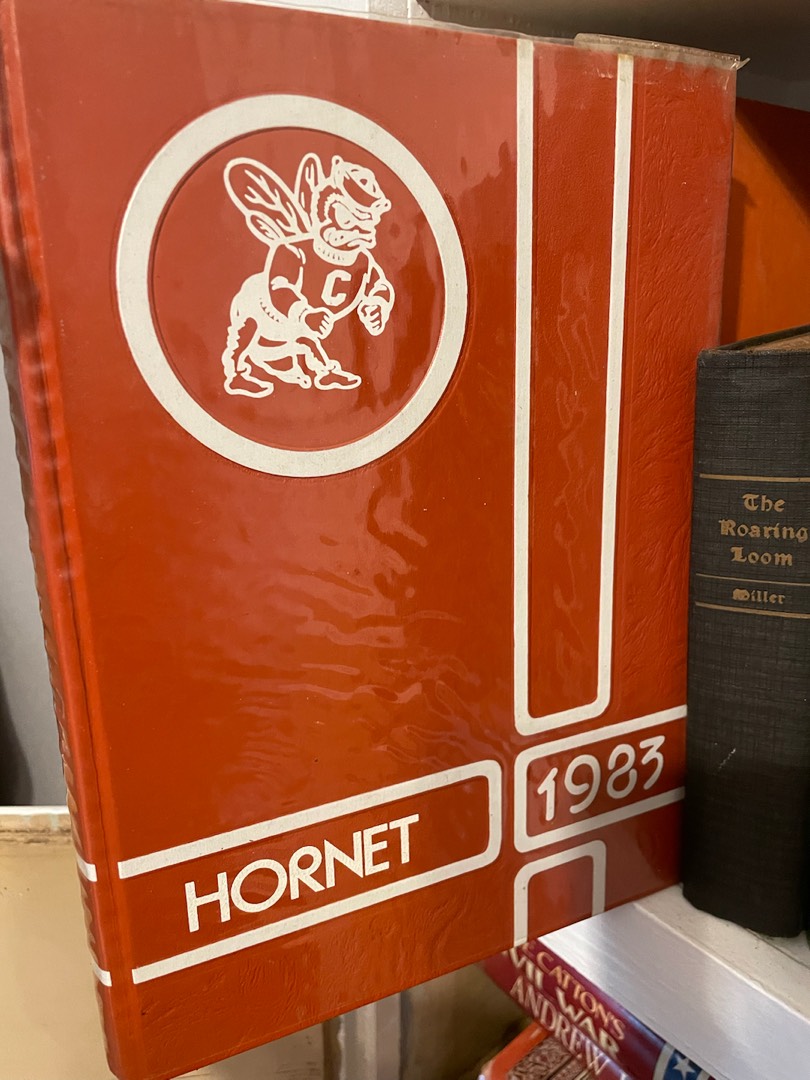 C
HORNET
1983
The
Roaring
Loom
Miller
CATTON'S
WAR
ANDREW